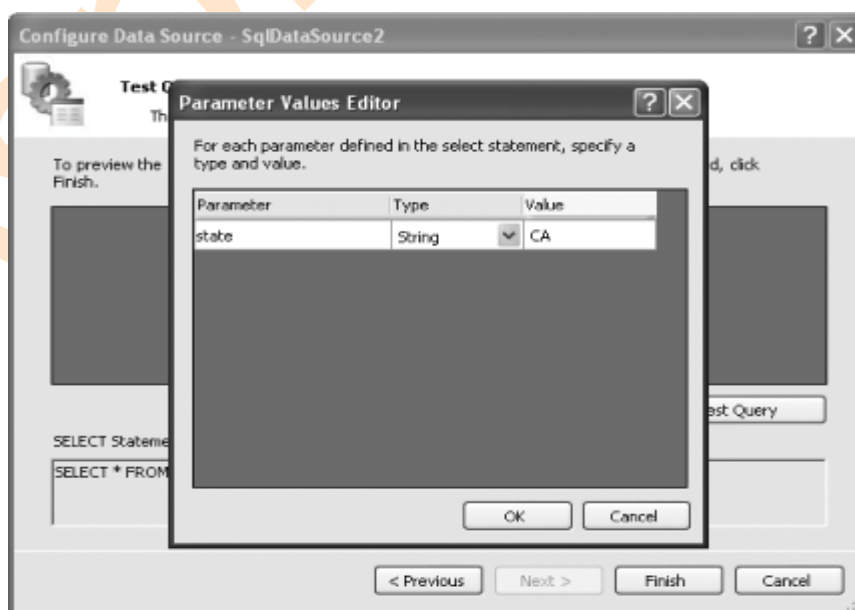 Configure Data Source - SqlDataSource2
Test
Th
Parameter Values Editor
For each parameter defined in the select statement, specify a
type and value.
To preview the
d, click
Finish.
Parameter Type Value
state String CA
est Query
SELECT Stateme
SELECT * FROM
OK Cancel
< Previous Next > Finish Cancel